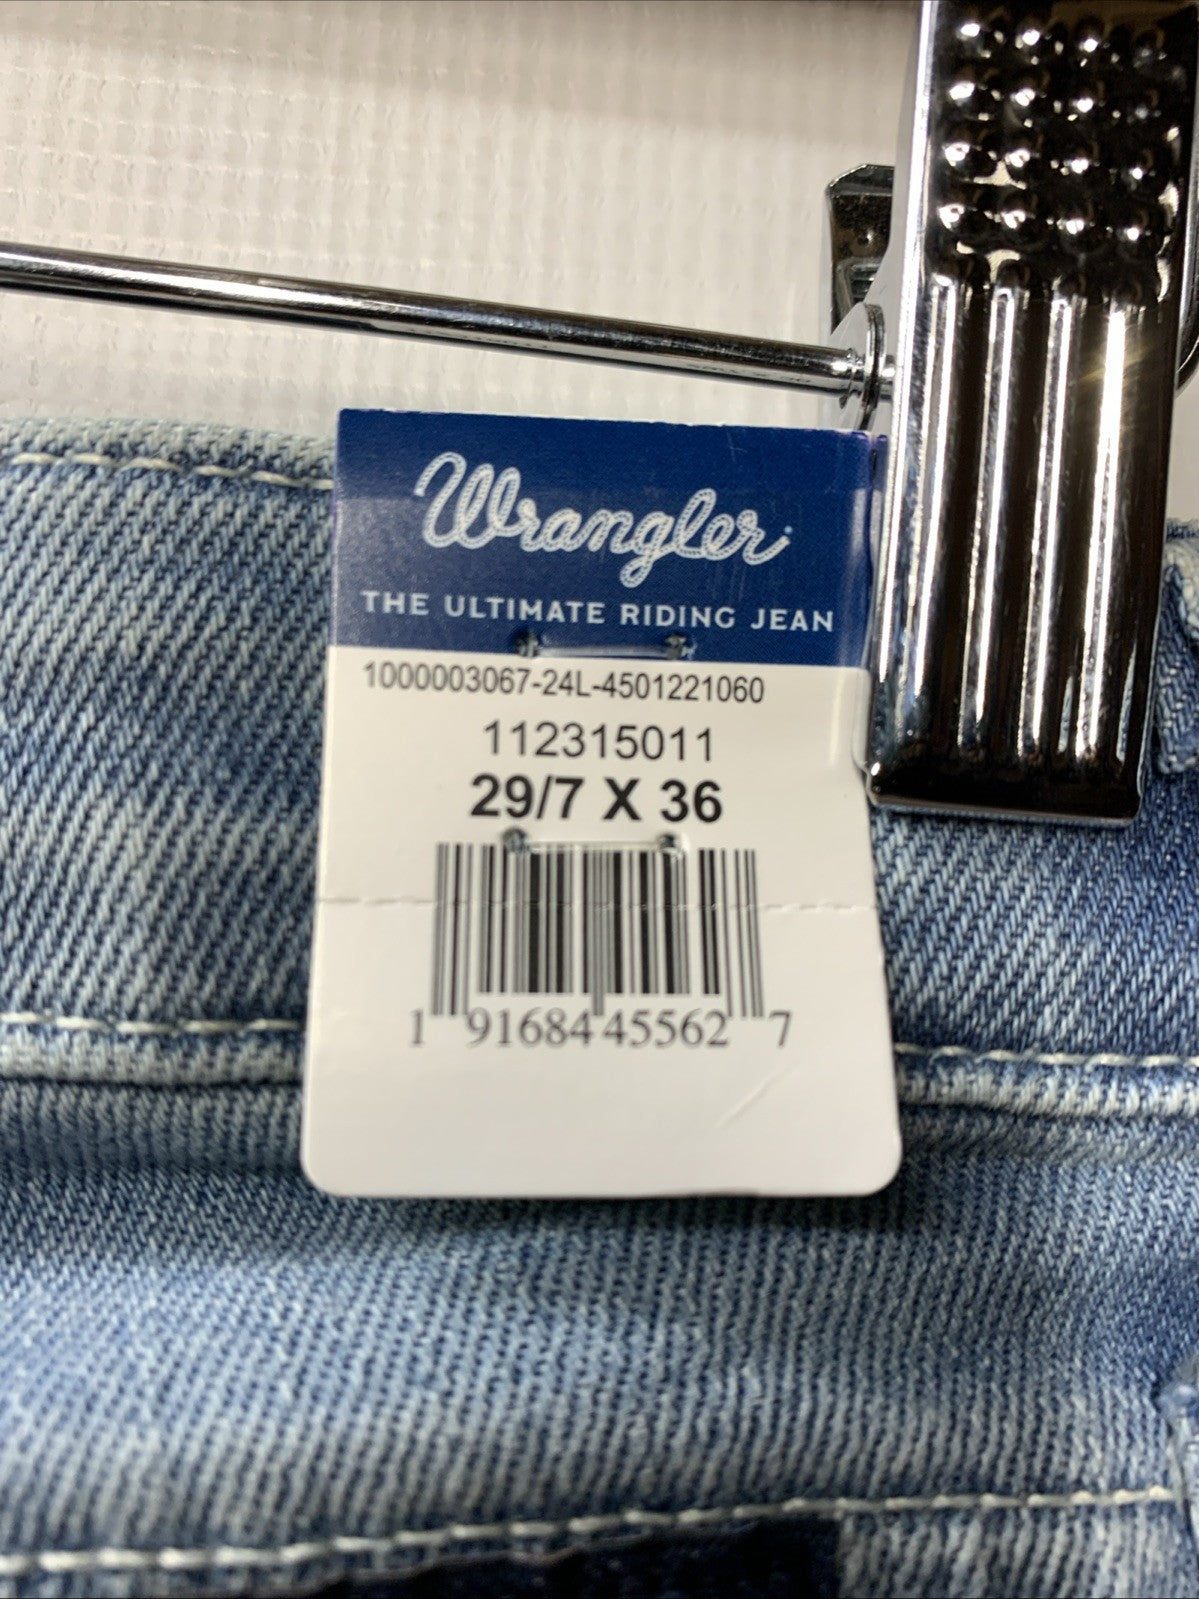 Wrangler
THE ULTIMATE RIDING JEAN
1000003067-24L-4501221060
112315011
29/7 X 36
1 91684 45562 7